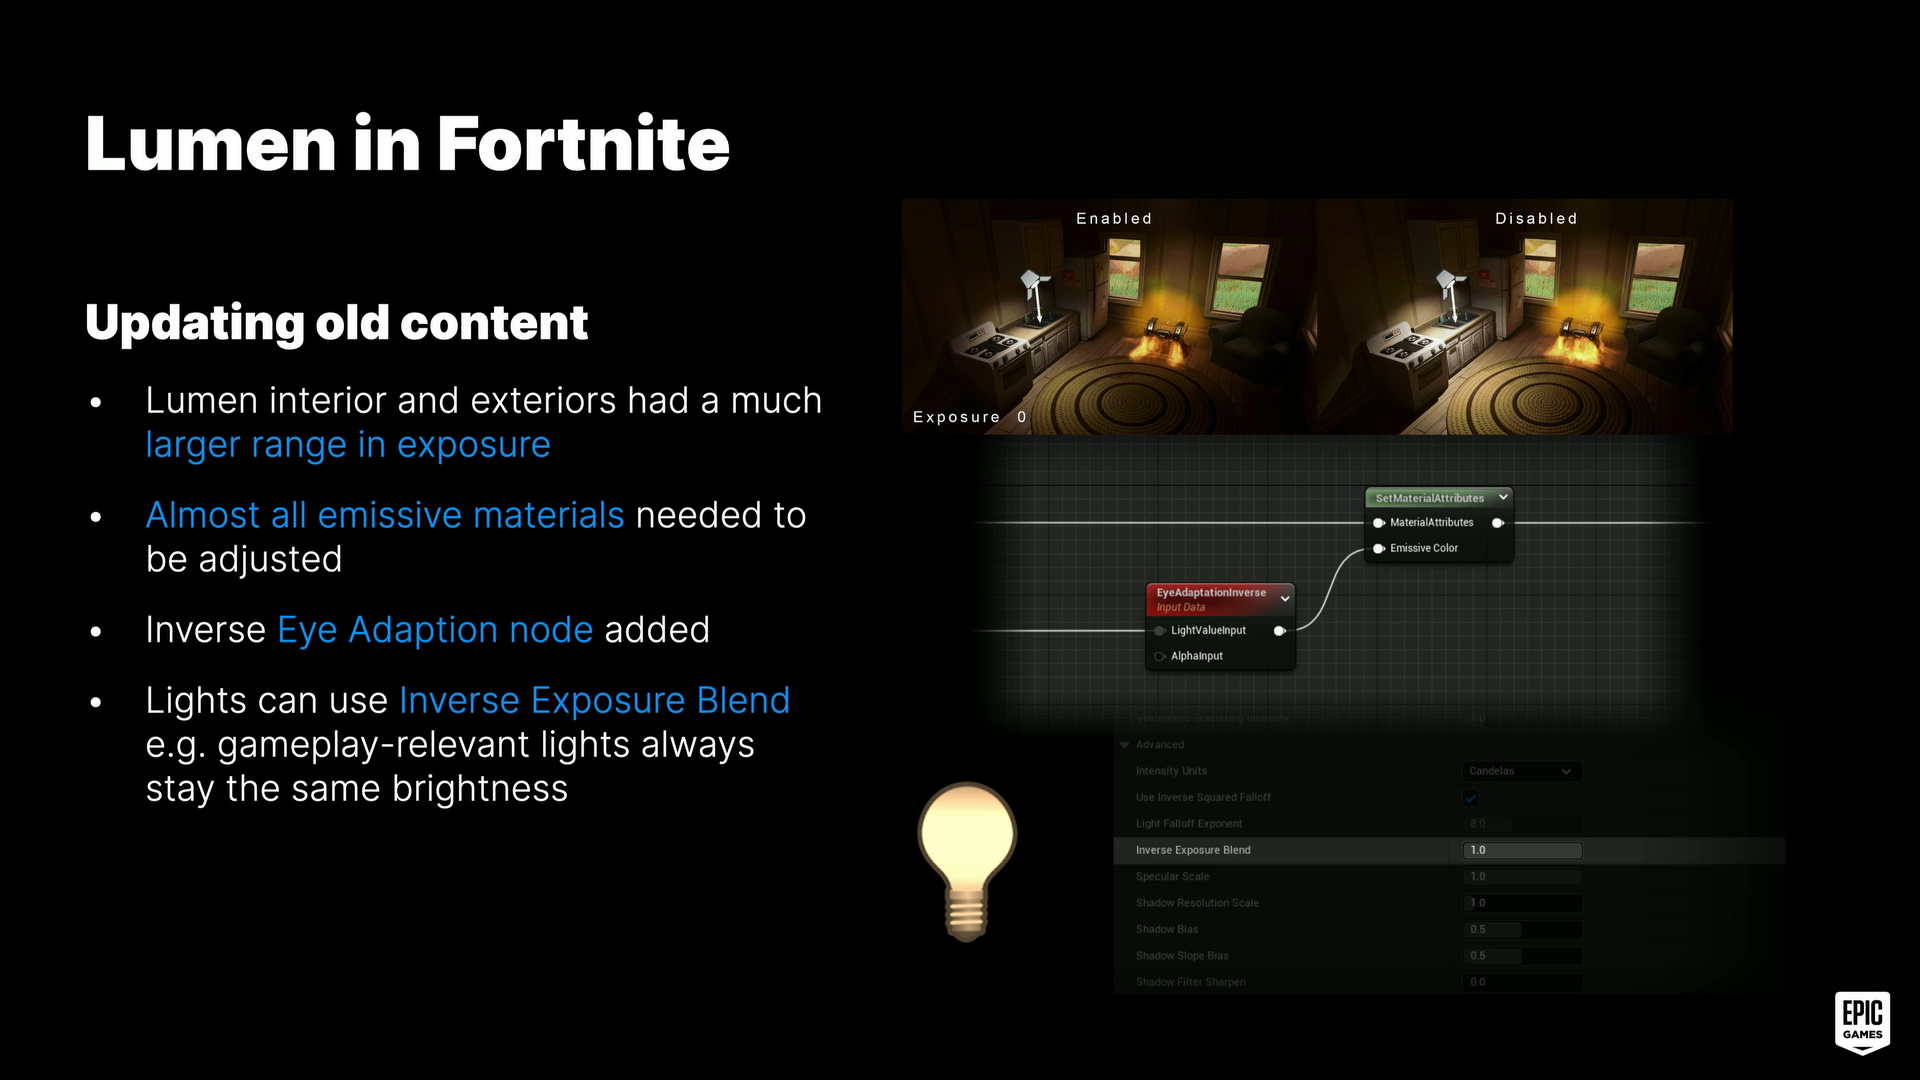 Lumen in Fortnite
Updating old content
• Lumen interior and exteriors had a much
larger range in exposure
• Almost all emissive materials needed to
be adjusted
• Inverse Eye Adaption node added
• Lights can use Inverse Exposure Blend
e.g. gameplay-relevant lights always
stay the same brightness
Enabled
Disabled
Exposure 0
SetMaterialAttributes
MaterialAttributes
Emissive Color
EyeAdaptationInverse
Input Data
LightValueInput
AlphaInput
Volumetric Scattering Intensity 1.0
Advanced
Intensity Units Candelas
Use Inverse Squared Falloff
Light Falloff Exponent 8.0
Inverse Exposure Blend 1.0
Specular Scale 1.0
Shadow Resolution Scale 1.0
Shadow Bias 0.5
Shadow Slope Bias 0.5
Shadow Filter Sharpen 0.0
EPIC
GAMES